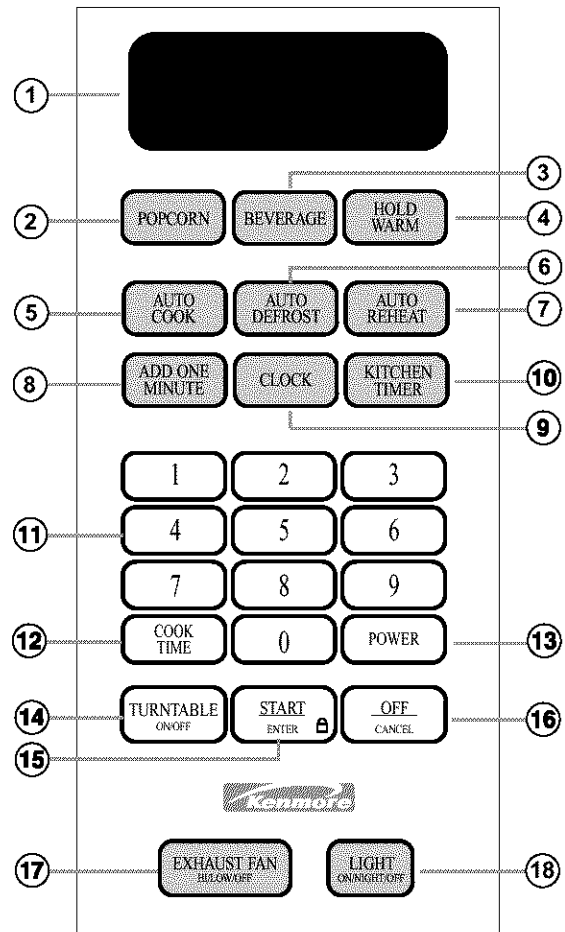 1
3
2
POPCORN
BEVERAGE
HOLD
WARM
4
6
5
AUTO
COOK
AUTO
DEFROST
AUTO
REHEAT
7
8
ADD ONE
MINUTE
CLOCK
KITCHEN
TIMER
10
9
1
2
3
11
4
5
6
7
8
9
12
COOK
TIME
0
POWER
13
14
TURNTABLE
ON/OFF
START
ENTER
OFF
CANCEL
16
15
Kenmore
17
EXHAUST FAN
HI/LOW/OFF
LIGHT
ON/NIGHT/OFF
18